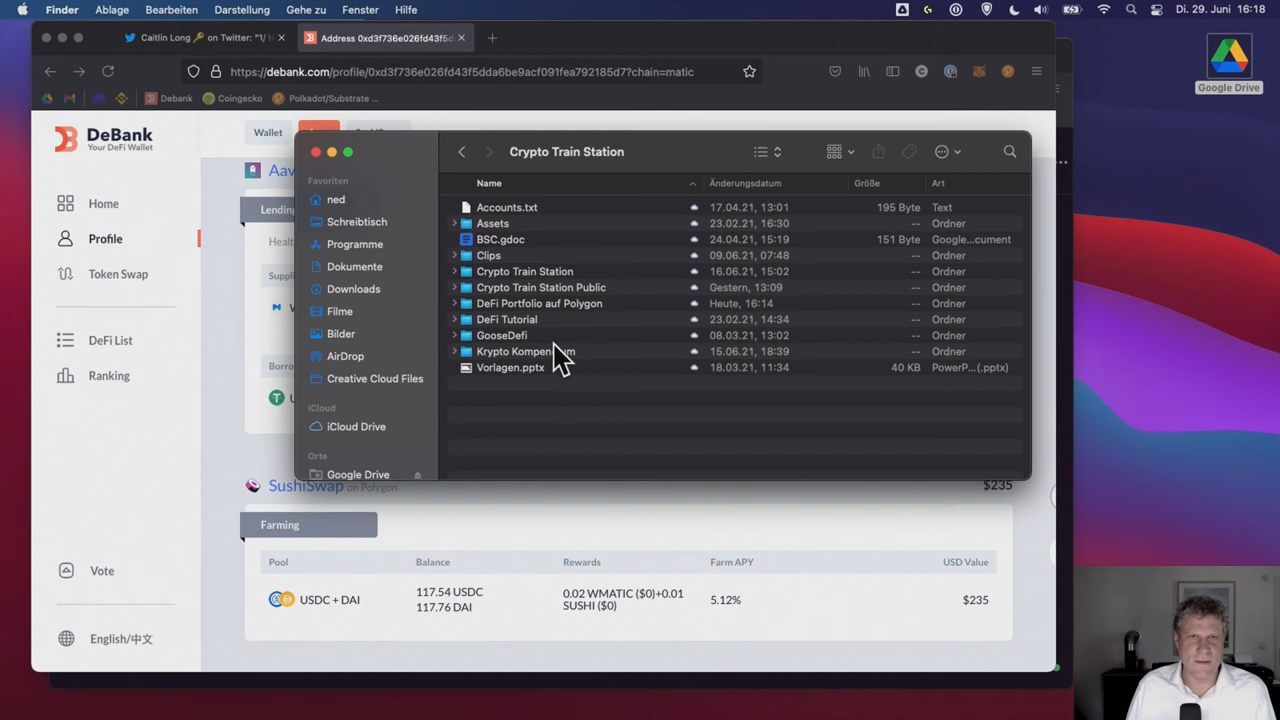 Finder Ablage Bearbeiten Darstellung Gehe zu Fenster Hilfe
Di. 29. Juni 16:18
Caitlin Long 🔑 on Twitter: "1/
Address 0xd3f736e026fd43f5d
https://debank.com/profile/0xd3f736e026fd43f5dda6be9acf091fea792185d7?chain=matic
Debank
Coingecko
Polkadot/Substrate ...
Google Drive
DeBank
Your DeFi Wallet
Home
Profile
Token Swap
DeFi List
Ranking
Vote
English/中文
Wallet
Crypto Train Station
Favoriten
ned
Schreibtisch
Programme
Dokumente
Downloads
Filme
Bilder
AirDrop
Creative Cloud Files
iCloud
iCloud Drive
Orte
Google Drive
Name Änderungsdatum Größe Art
Accounts.txt 17.04.21, 13:01 195 Byte Text
Assets 23.02.21, 16:30 -- Ordner
BSC.gdoc 24.04.21, 15:19 151 Byte Google...cument
Clips 09.06.21, 07:48 -- Ordner
Crypto Train Station 16.06.21, 15:02 -- Ordner
Crypto Train Station Public Gestern, 13:09 -- Ordner
DeFi Portfolio auf Polygon Heute, 16:14 -- Ordner
DeFi Tutorial 23.02.21, 14:34 -- Ordner
GooseDefi 08.03.21, 13:02 -- Ordner
Krypto Kompen 15.06.21, 18:39 -- Ordner
Vorlagen.pptx 18.03.21, 11:34 40 KB PowerP...(.pptx)
Aav
Lending
Heal
Suppli
Borro
SushiSwap on Polygon $235
Farming
Pool Balance Rewards Farm APY USD Value
USDC + DAI 117.54 USDC 0.02 WMATIC ($0)+0.01 5.12% $235
117.76 DAI SUSHI ($0)